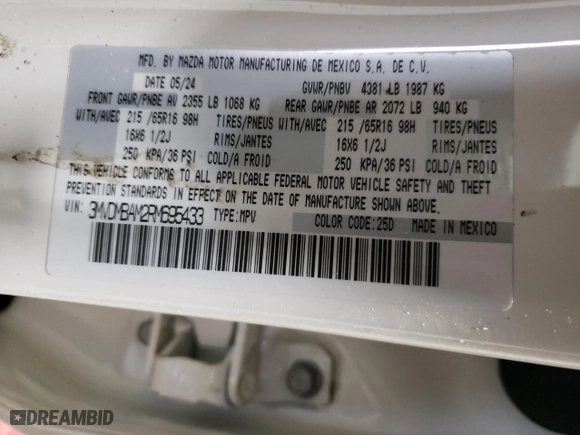 MFD. BY MAZDA MOTOR MANUFACTURING DE MEXICO S.A. DE C.V.
DATE 05/24 GVWR/PNBV 4381 LB 1987 KG
FRONT GAWR/PNBE AV 2355 LB 1068 KG REAR GAWR/PNBE AR 2072 LB 940 KG
WITH/AVEC 215 /65R16 98H TIRES/PNEUS WITH/AVEC 215 /65R16 98H TIRES/PNEUS
16X6 1/2J RIMS/JANTES 16X6 1/2J RIMS/JANTES
250 KPA/36 PSI COLD/A FROID 250 KPA/36 PSI COLD/A FROID
THIS VEHICLE CONFORMS TO ALL APPLICABLE FEDERAL MOTOR VEHICLE SAFETY AND THEFT
PREVENTION STANDARDS IN EFFECT ON THE DATE OF MANUFACTURE SHOWN ABOVE.
VIN: 3MVDMBAM2RM695433 TYPE:MPV COLOR CODE:25D MADE IN MEXICO
DREAMBID